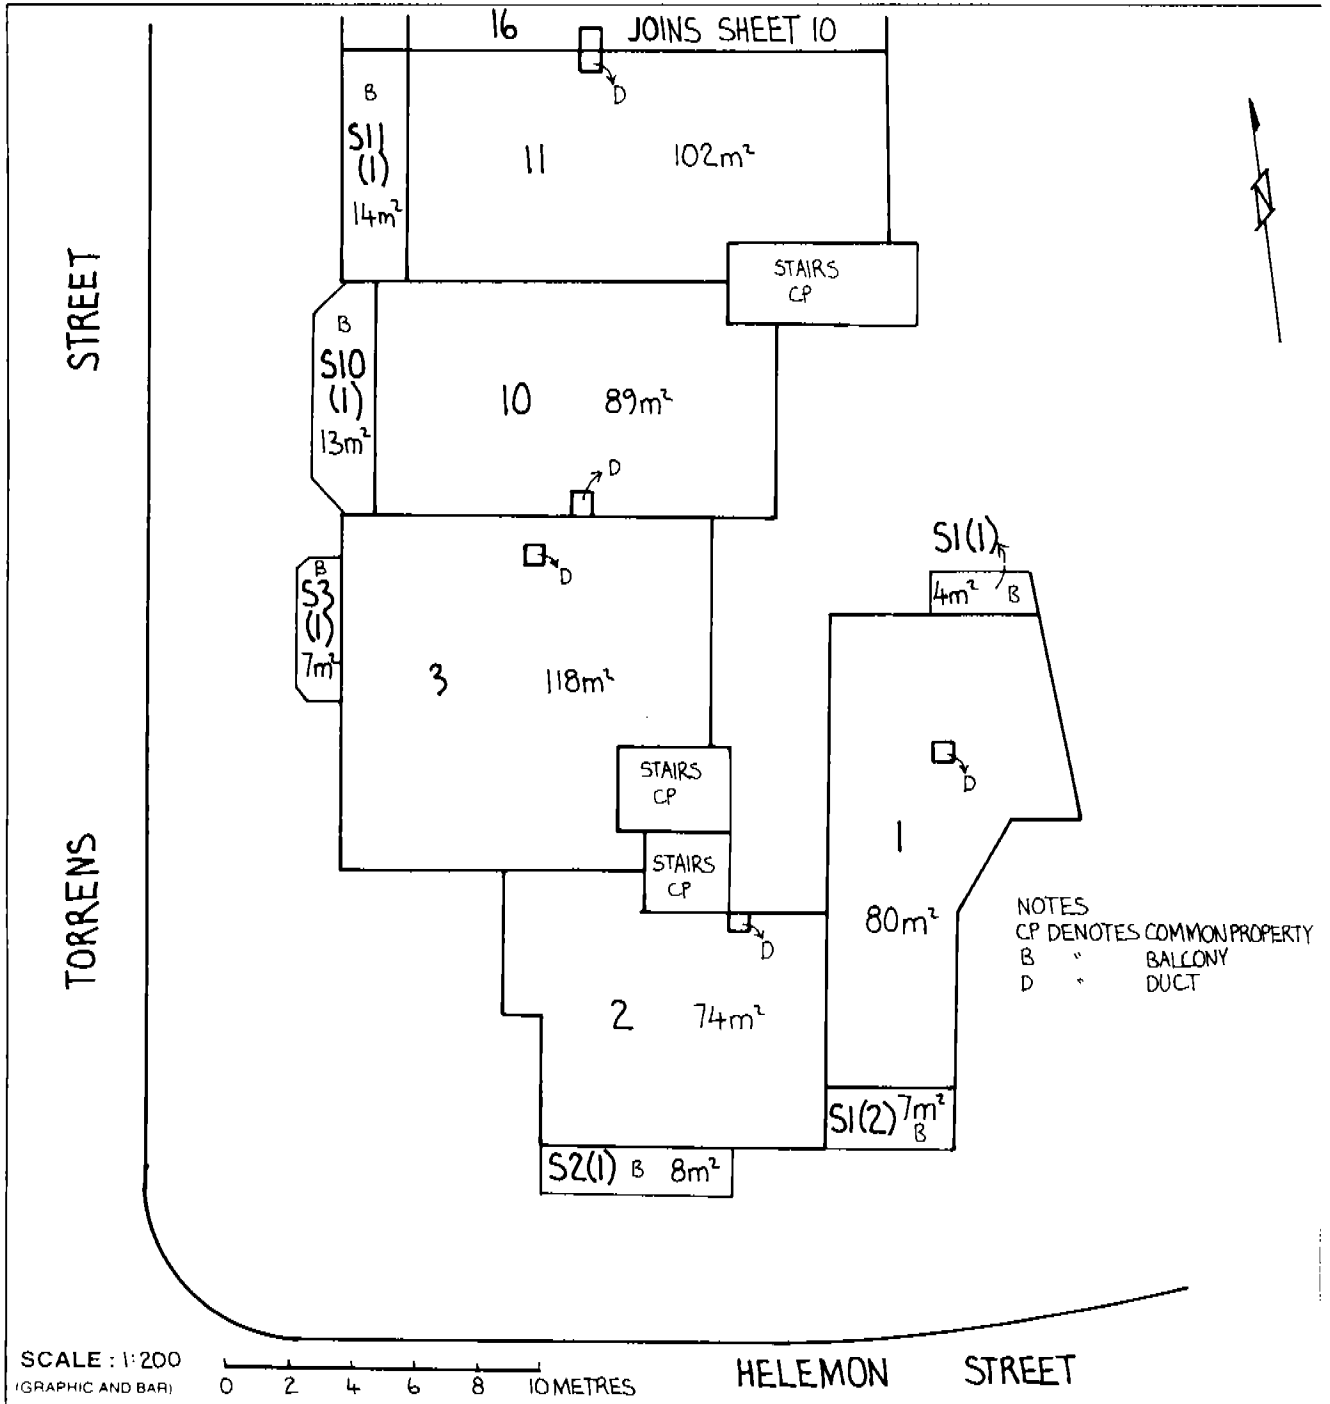 16 JOINS SHEET 10
D
B
S11
(1)
14m²
11 102m²
STAIRS
CP
B
S10
(1)
13m²
10 89m²
D
STREET
S1(1)
4m² B
D
B
S3
(1)
7m²
3 118m²
STAIRS
CP
STAIRS
CP
D
1
80m²
D
2 74m²
TORRENS
NOTES
CP DENOTES COMMON PROPERTY
B " BALCONY
D " DUCT
S1(2) 7m²
B
S2(1) B 8m²
N
SCALE : 1:200
(GRAPHIC AND BAR)
0 2 4 6 8 10 METRES
HELEMON STREET